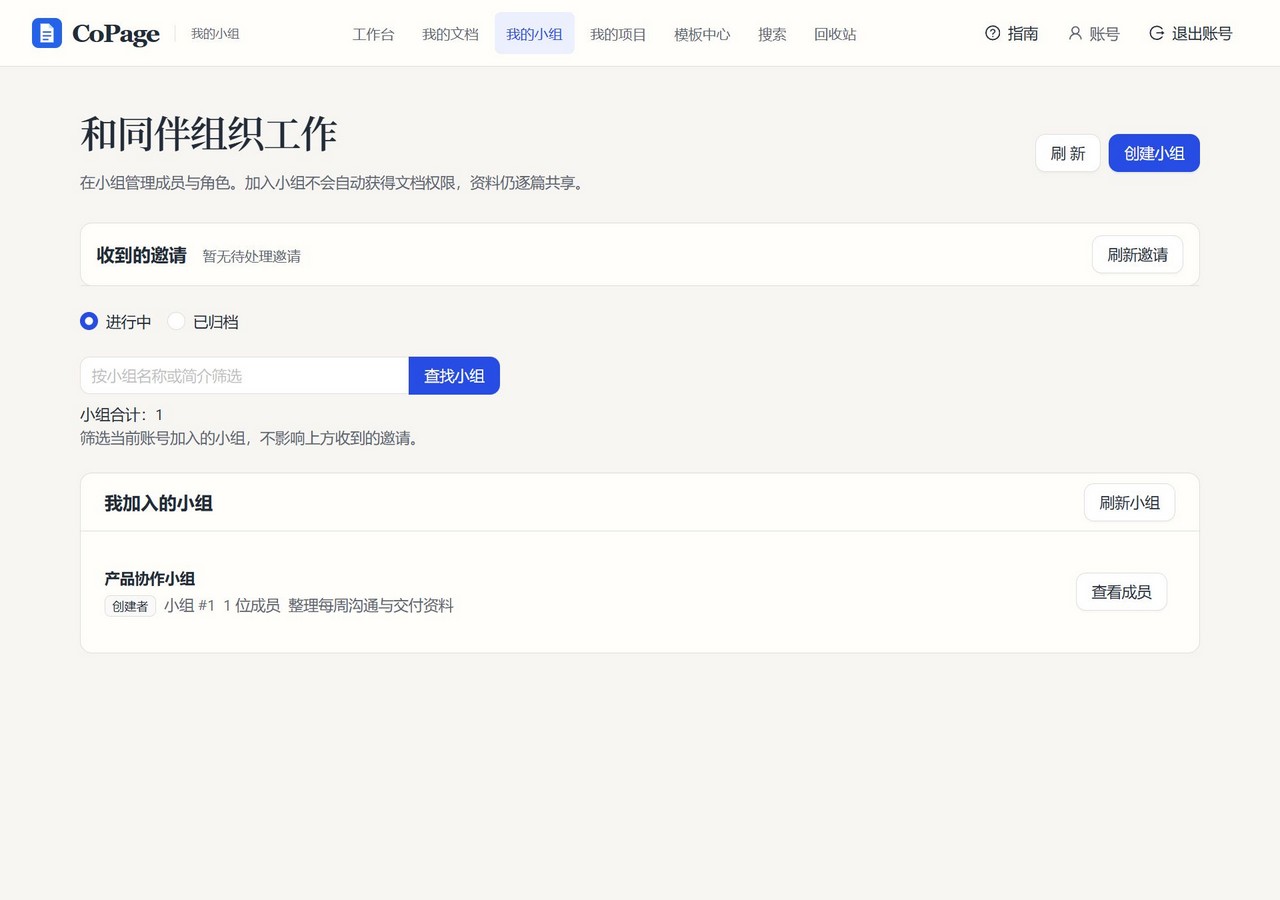 CoPage 我的小组 工作台 我的文档 我的小组 我的项目 模板中心 搜索 回收站 指南 账号 退出账号
和同伴组织工作
刷 新 创建小组
在小组管理成员与角色。加入小组不会自动获得文档权限，资料仍逐篇共享。
收到的邀请 暂无待处理邀请 刷新邀请
进行中 已归档
按小组名称或简介筛选 查找小组
小组合计：1
筛选当前账号加入的小组，不影响上方收到的邀请。
我加入的小组 刷新小组
产品协作小组
创建者 小组 #1 1 位成员 整理每周沟通与交付资料 查看成员